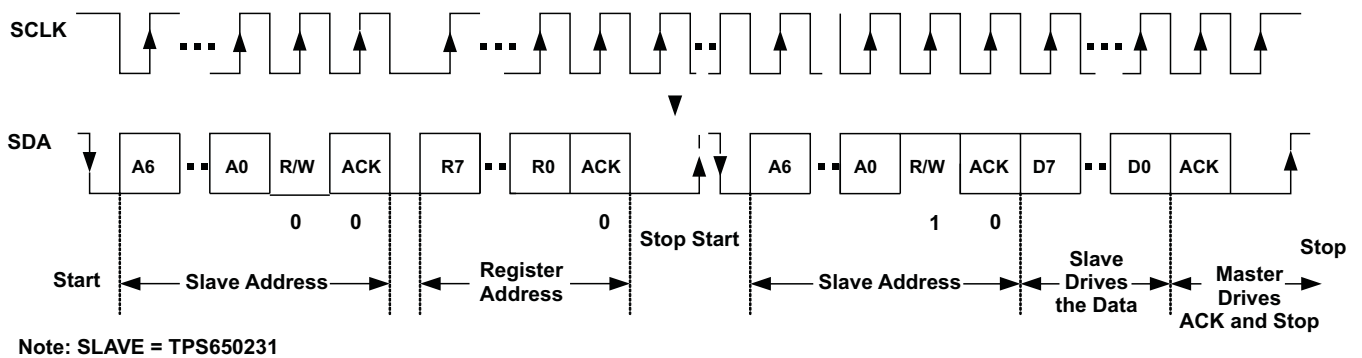 SCLK
SDA
A6 A0 R/W ACK R7 R0 ACK A6 A0 R/W ACK D7 D0 ACK
0 0 0 1 0
Stop Start
Stop
Start
Slave Address
Register
Address
Slave Address
Slave
Drives
the Data
Master
Drives
ACK and Stop
Note: SLAVE = TPS650231